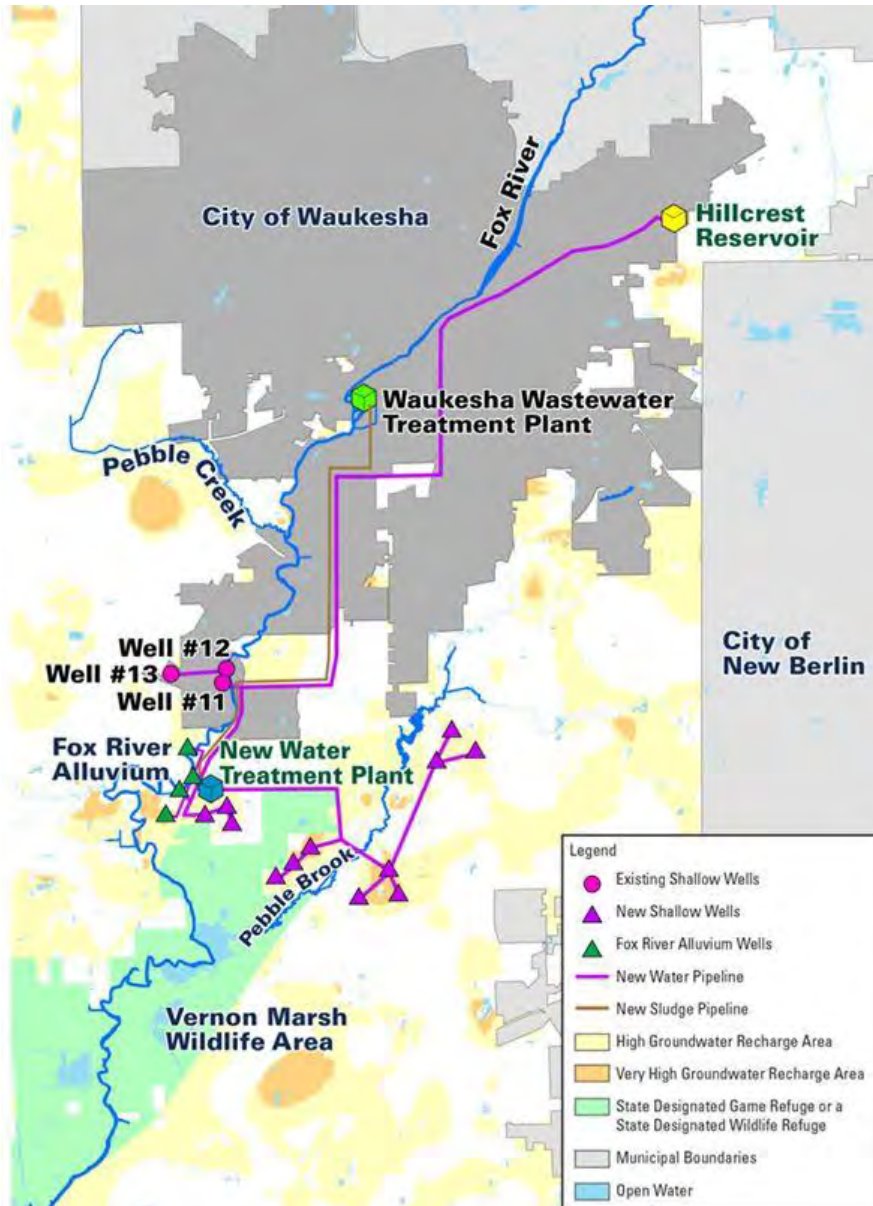 Fox River
City of Waukesha
Hillcrest
Reservoir
Waukesha Wastewater
Treatment Plant
Pebble Creek
City of
New Berlin
Well #12
Well #13
Well #11
Fox River
Alluvium
New Water
Treatment Plant
Pebble Brook
Vernon Marsh
Wildlife Area
Legend
Existing Shallow Wells
New Shallow Wells
Fox River Alluvium Wells
New Water Pipeline
New Sludge Pipeline
High Groundwater Recharge Area
Very High Groundwater Recharge Area
State Designated Game Refuge or a
State Designated Wildlife Refuge
Municipal Boundaries
Open Water